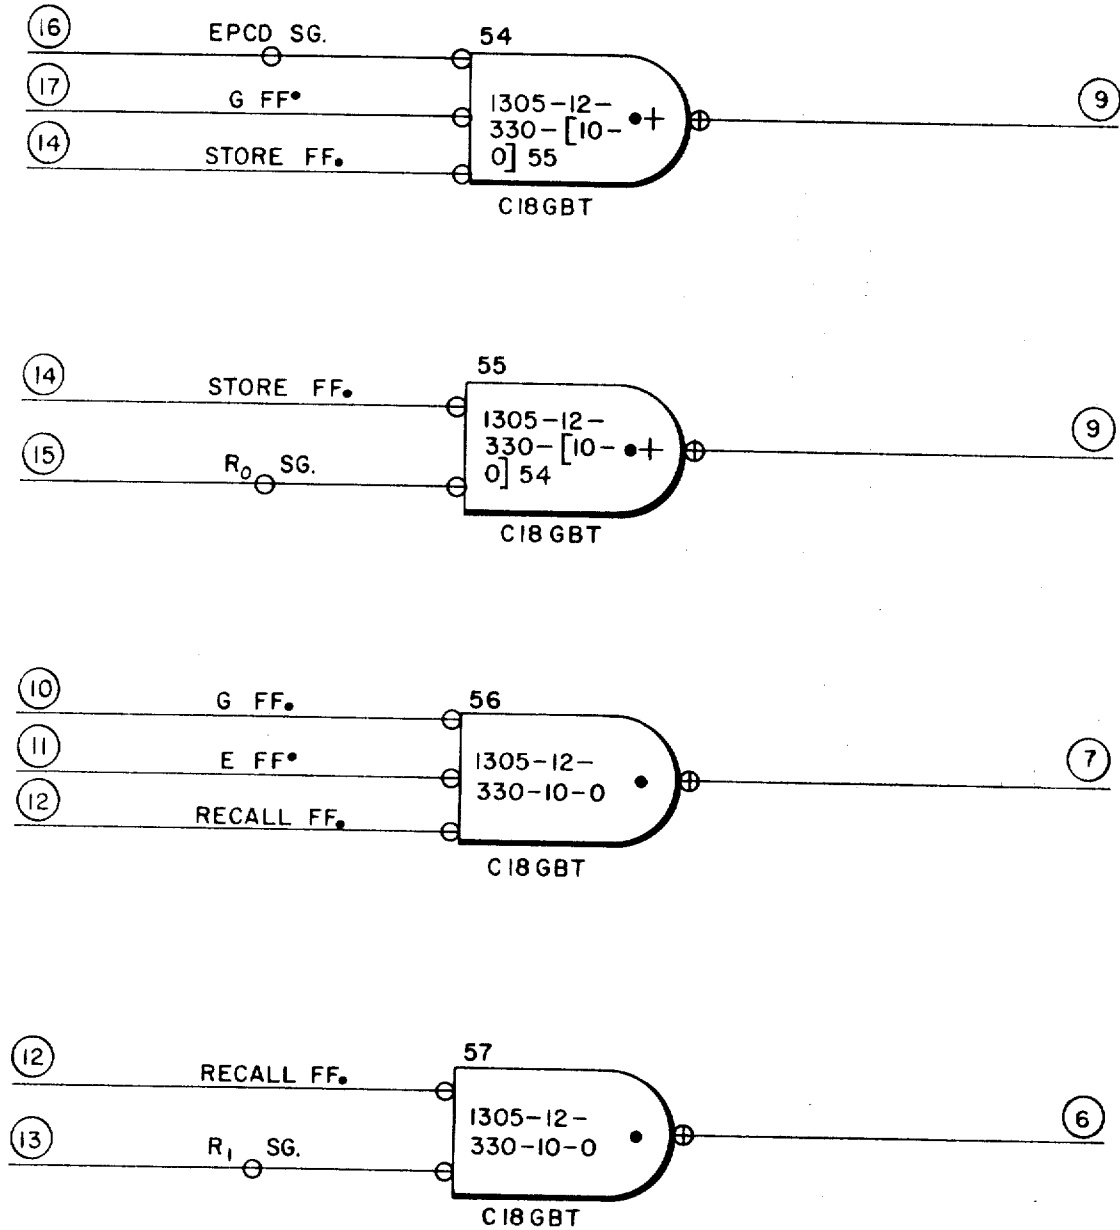 16 EPCD SG. 54
17 G FF•
14 STORE FF.
1305-12-
330-[10-
0] 55
•+
9
C18GBT
14 STORE FF. 55
15 R0 SG.
1305-12-
330-[10-
0] 54
•+
9
C18GBT
10 G FF. 56
11 E FF•
12 RECALL FF.
1305-12-
330-10-0
•
7
C18GBT
12 RECALL FF. 57
13 R1 SG.
1305-12-
330-10-0
•
6
C18GBT